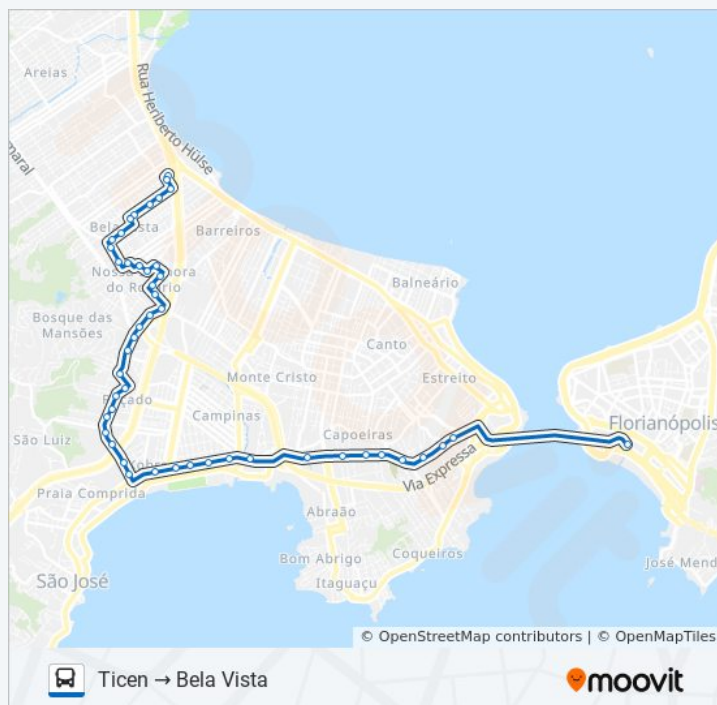 Areias
Rua Heriberto Hülse
maral
Bela Vista
Barreiros
Nossa Senhora
do Rosário
Balneário
Bosque das
Mansões
Canto
Monte Cristo
Estreito
Campinas
Florianópolis
São Luiz
Capoeiras
Via Expressa
Praia Comprida
Abraão
Bom Abrigo
Coqueiros
José Mend
São José
Itaguaçu
© OpenStreetMap contributors | © OpenMapTiles
Ticen → Bela Vista
moovit